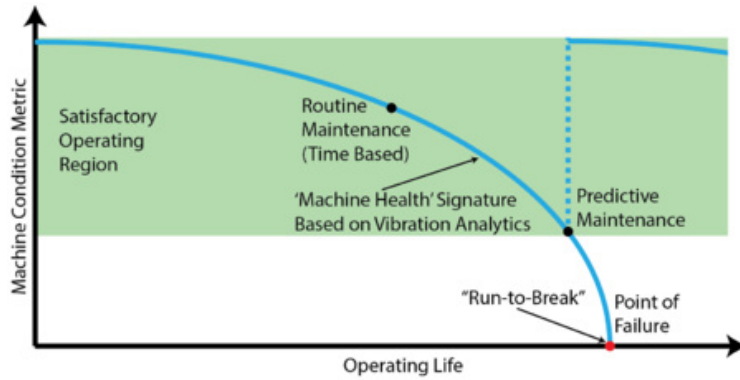 Machine Condition Metric
Satisfactory
Operating
Region
Routine
Maintenance
(Time Based)
'Machine Health' Signature
Based on Vibration Analytics
Predictive
Maintenance
"Run-to-Break"
Point of
Failure
Operating Life